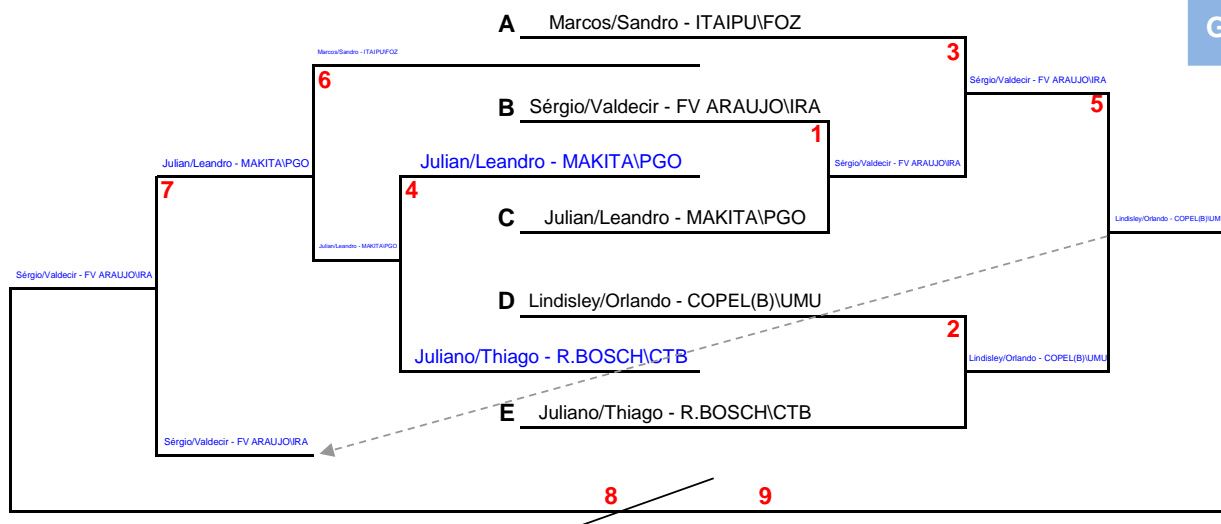 A Marcos/Sandro - ITAIPU\FOZ
G
3
Marcos/Sandro - ITAIPU\FOZ
6
Sérgio/Valdecir - FV ARAUJO\IRA
5
B Sérgio/Valdecir - FV ARAUJO\IRA
1
Julian/Leandro - MAKITA\PGO
Julian/Leandro - MAKITA\PGO
Sérgio/Valdecir - FV ARAUJO\IRA
7
4
C Julian/Leandro - MAKITA\PGO
Lindisley/Orlando - COPEL(B)\UMU
Julian/Leandro - MAKITA\PGO
Sérgio/Valdecir - FV ARAUJO\IRA
D Lindisley/Orlando - COPEL(B)\UMU
2
Juliano/Thiago - R.BOSCH\CTB
Lindisley/Orlando - COPEL(B)\UMU
E Juliano/Thiago - R.BOSCH\CTB
Sérgio/Valdecir - FV ARAUJO\IRA
8
9